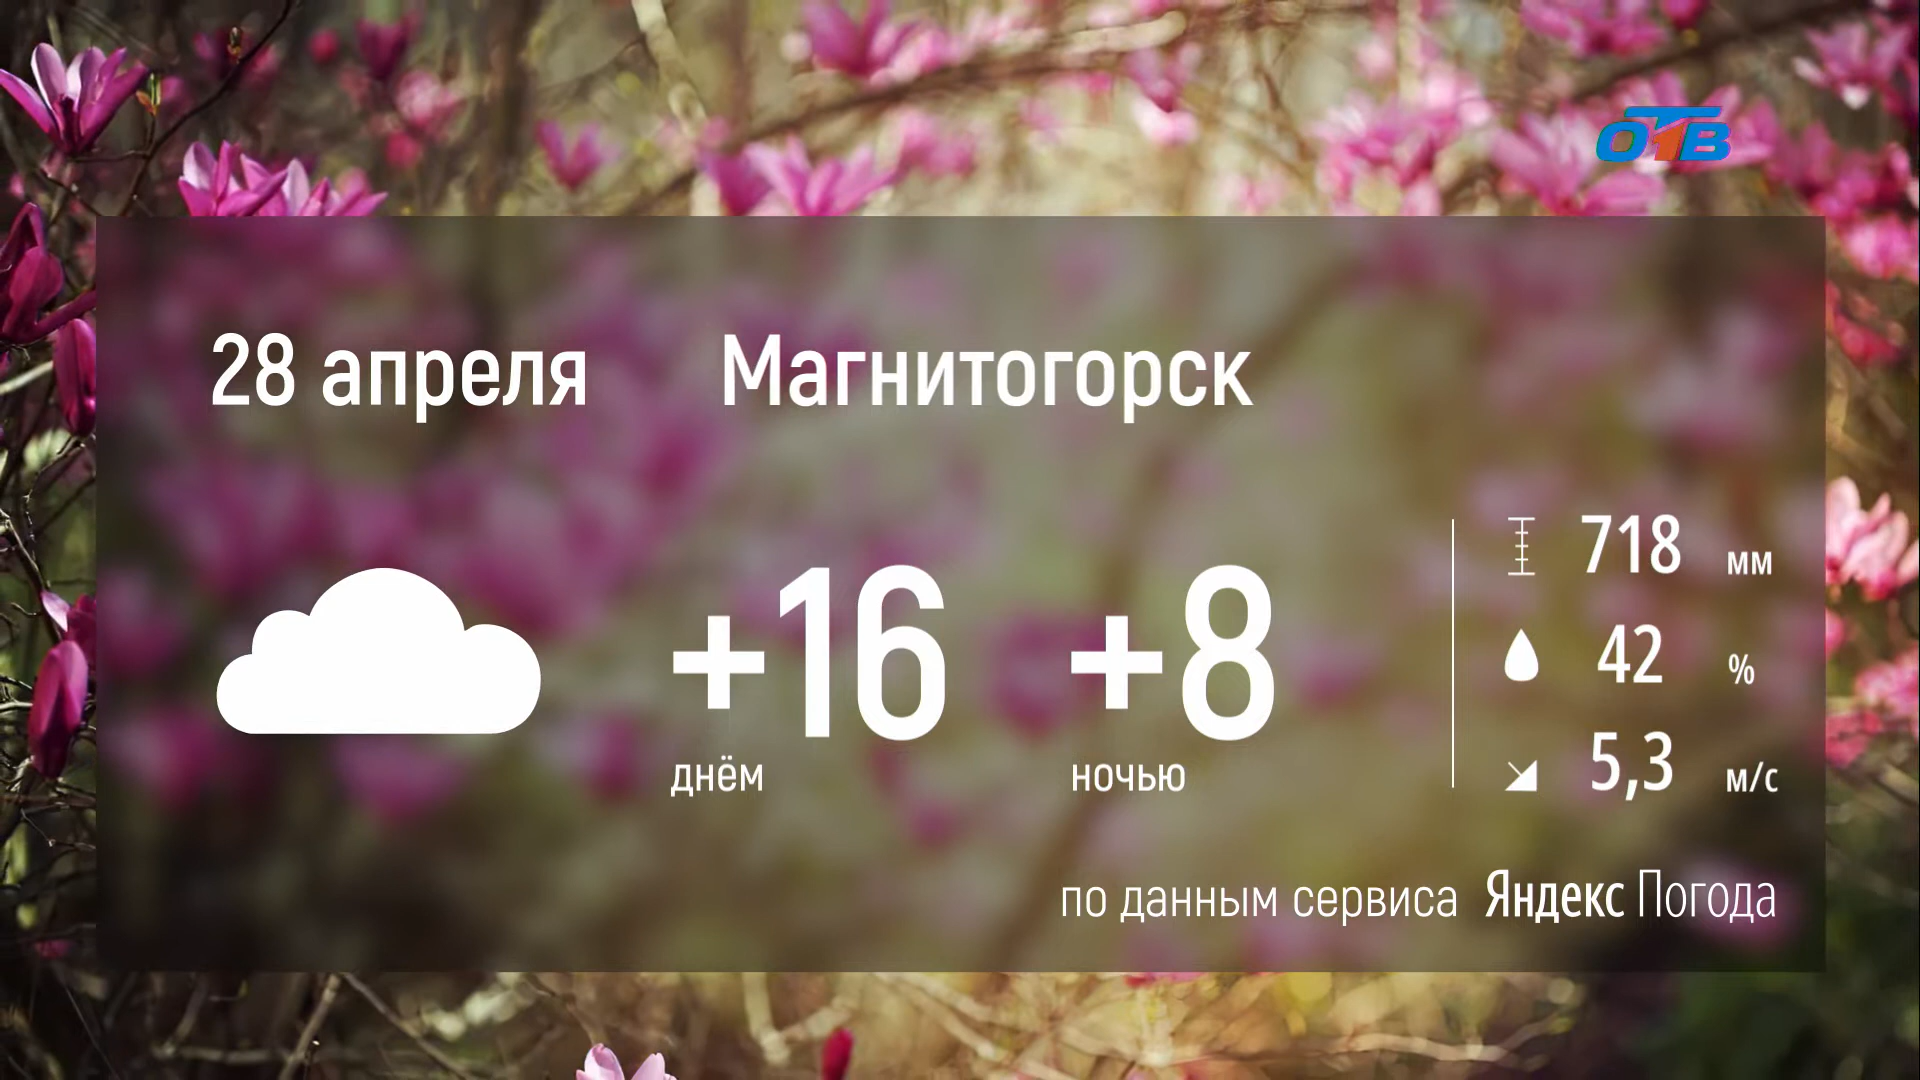 ОТВ
28 апреля Магнитогорск
718 мм
+16 +8
42 %
днём ночью
5,3 м/с
по данным сервиса Яндекс Погода